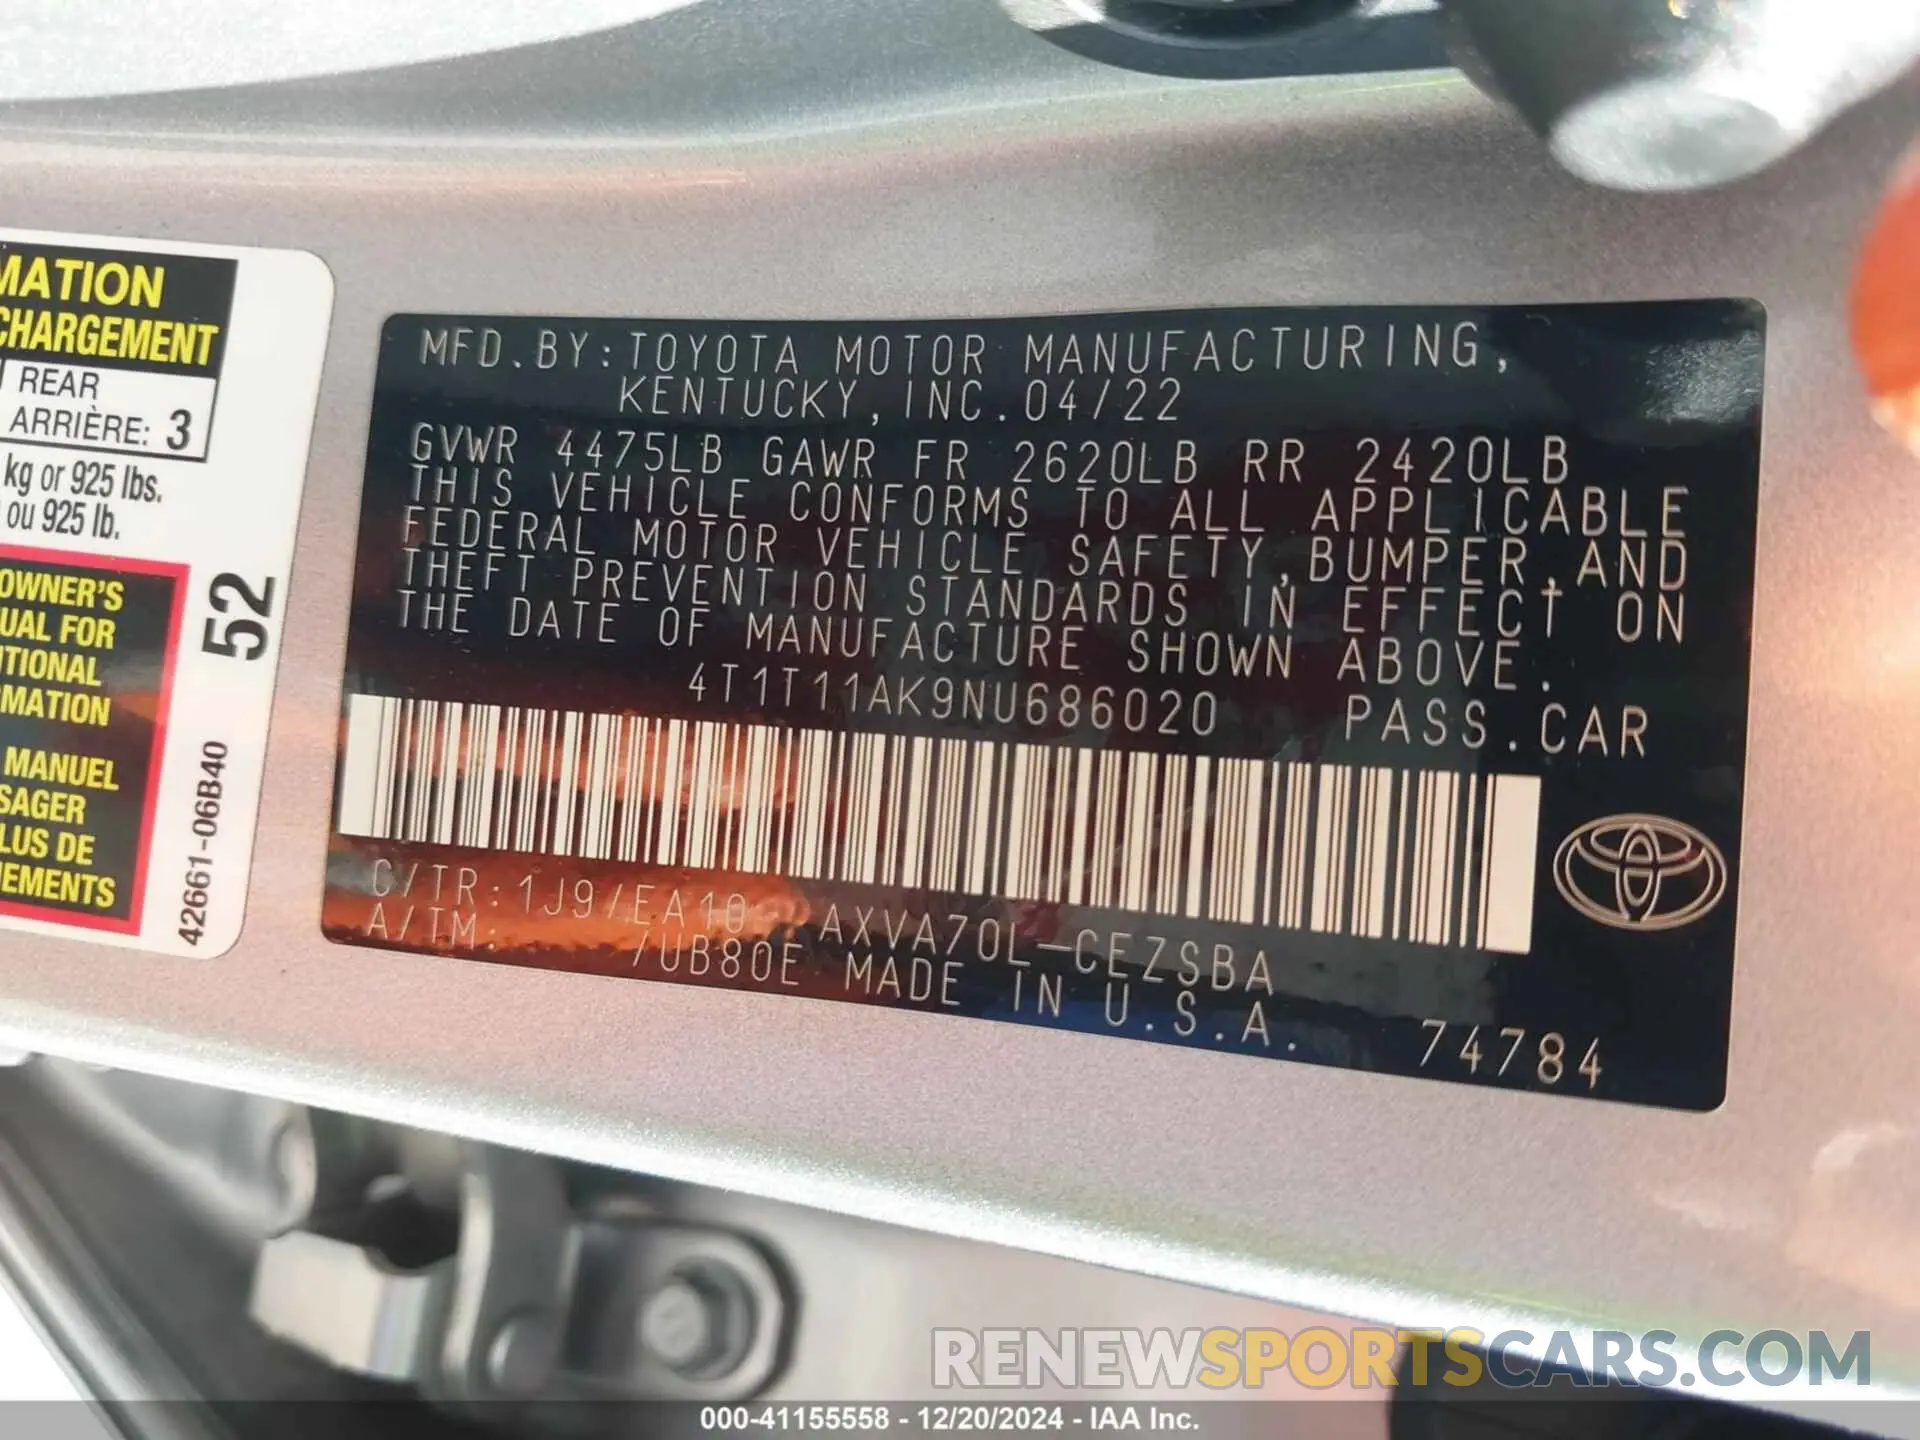 MATION
CHARGEMENT
REAR
ARRIÈRE: 3
kg or 925 lbs.
ou 925 lb.
OWNER'S
UAL FOR
ITIONAL
MATION
MANUEL
SAGER
LUS DE
EMENTS
52
42661-06B40
MFD.BY:TOYOTA MOTOR MANUFACTURING,
KENTUCKY, INC.04/22
GVWR 4475LB GAWR FR 2620LB RR 2420LB
THIS VEHICLE CONFORMS TO ALL APPLICABLE
FEDERAL MOTOR VEHICLE SAFETY,BUMPER,AND
THEFT PREVENTION STANDARDS IN EFFECT ON
THE DATE OF MANUFACTURE SHOWN ABOVE.
4T1T11AK9NU686020 PASS.CAR
C/TR:1J9/EA10 AXVA70L-CEZSBA
A/TM: /UB80E MADE IN U.S.A.
74784
RENEWSPORTSCARS.COM
000-41155558 - 12/20/2024 - IAA Inc.